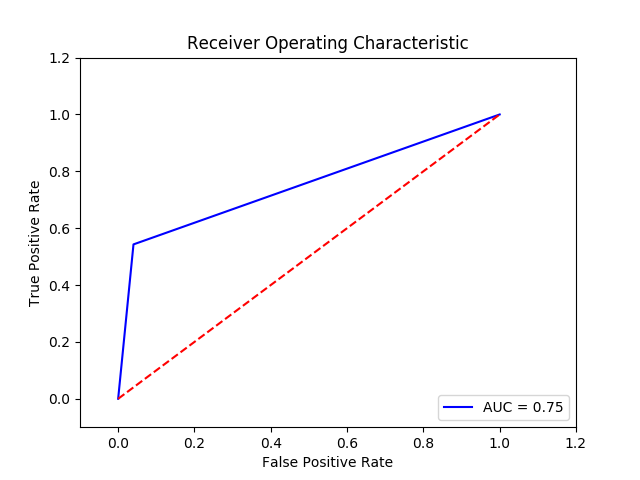 Receiver Operating Characteristic
1.2
1.0
0.8
0.6
0.4
0.2
0.0
True Positive Rate
AUC = 0.75
0.0 0.2 0.4 0.6 0.8 1.0 1.2
False Positive Rate